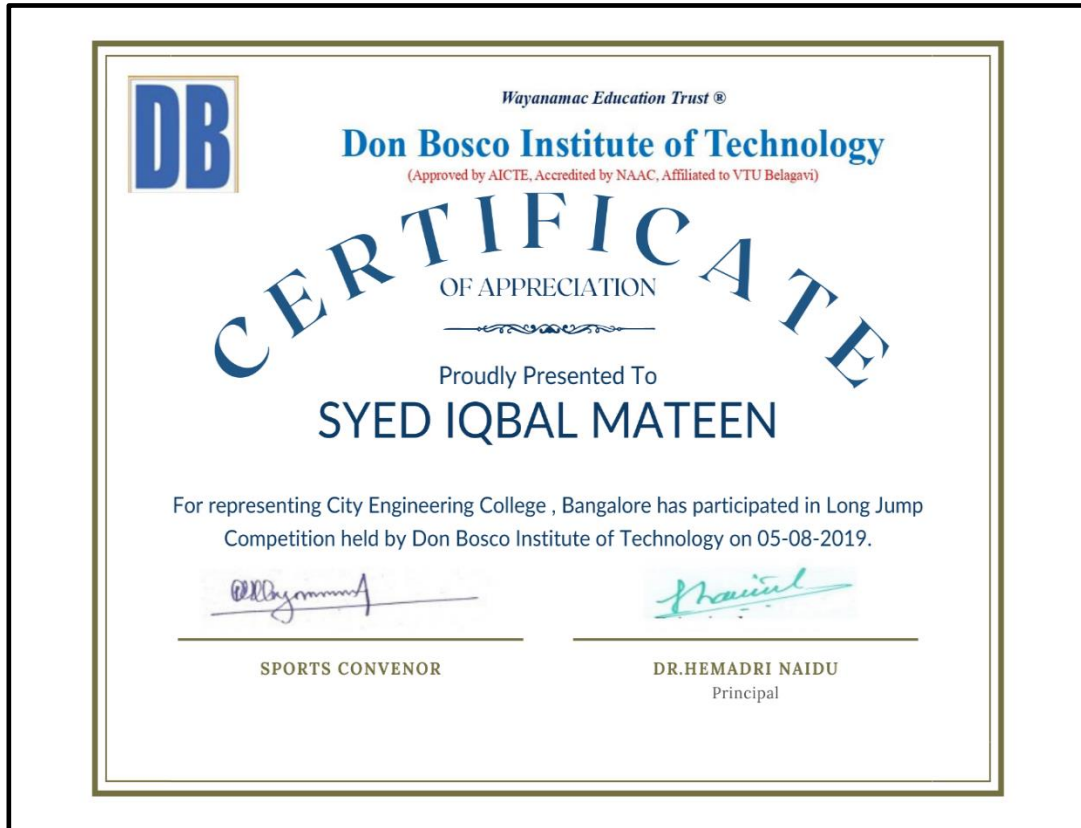 DB
Wayanamac Education Trust ®
Don Bosco Institute of Technology
(Approved by AICTE, Accredited by NAAC, Affiliated to VTU Belagavi)
CERTIFICATE
OF APPRECIATION
Proudly Presented To
SYED IQBAL MATEEN
For representing City Engineering College , Bangalore has participated in Long Jump
Competition held by Don Bosco Institute of Technology on 05-08-2019.
SPORTS CONVENOR
DR.HEMADRI NAIDU
Principal